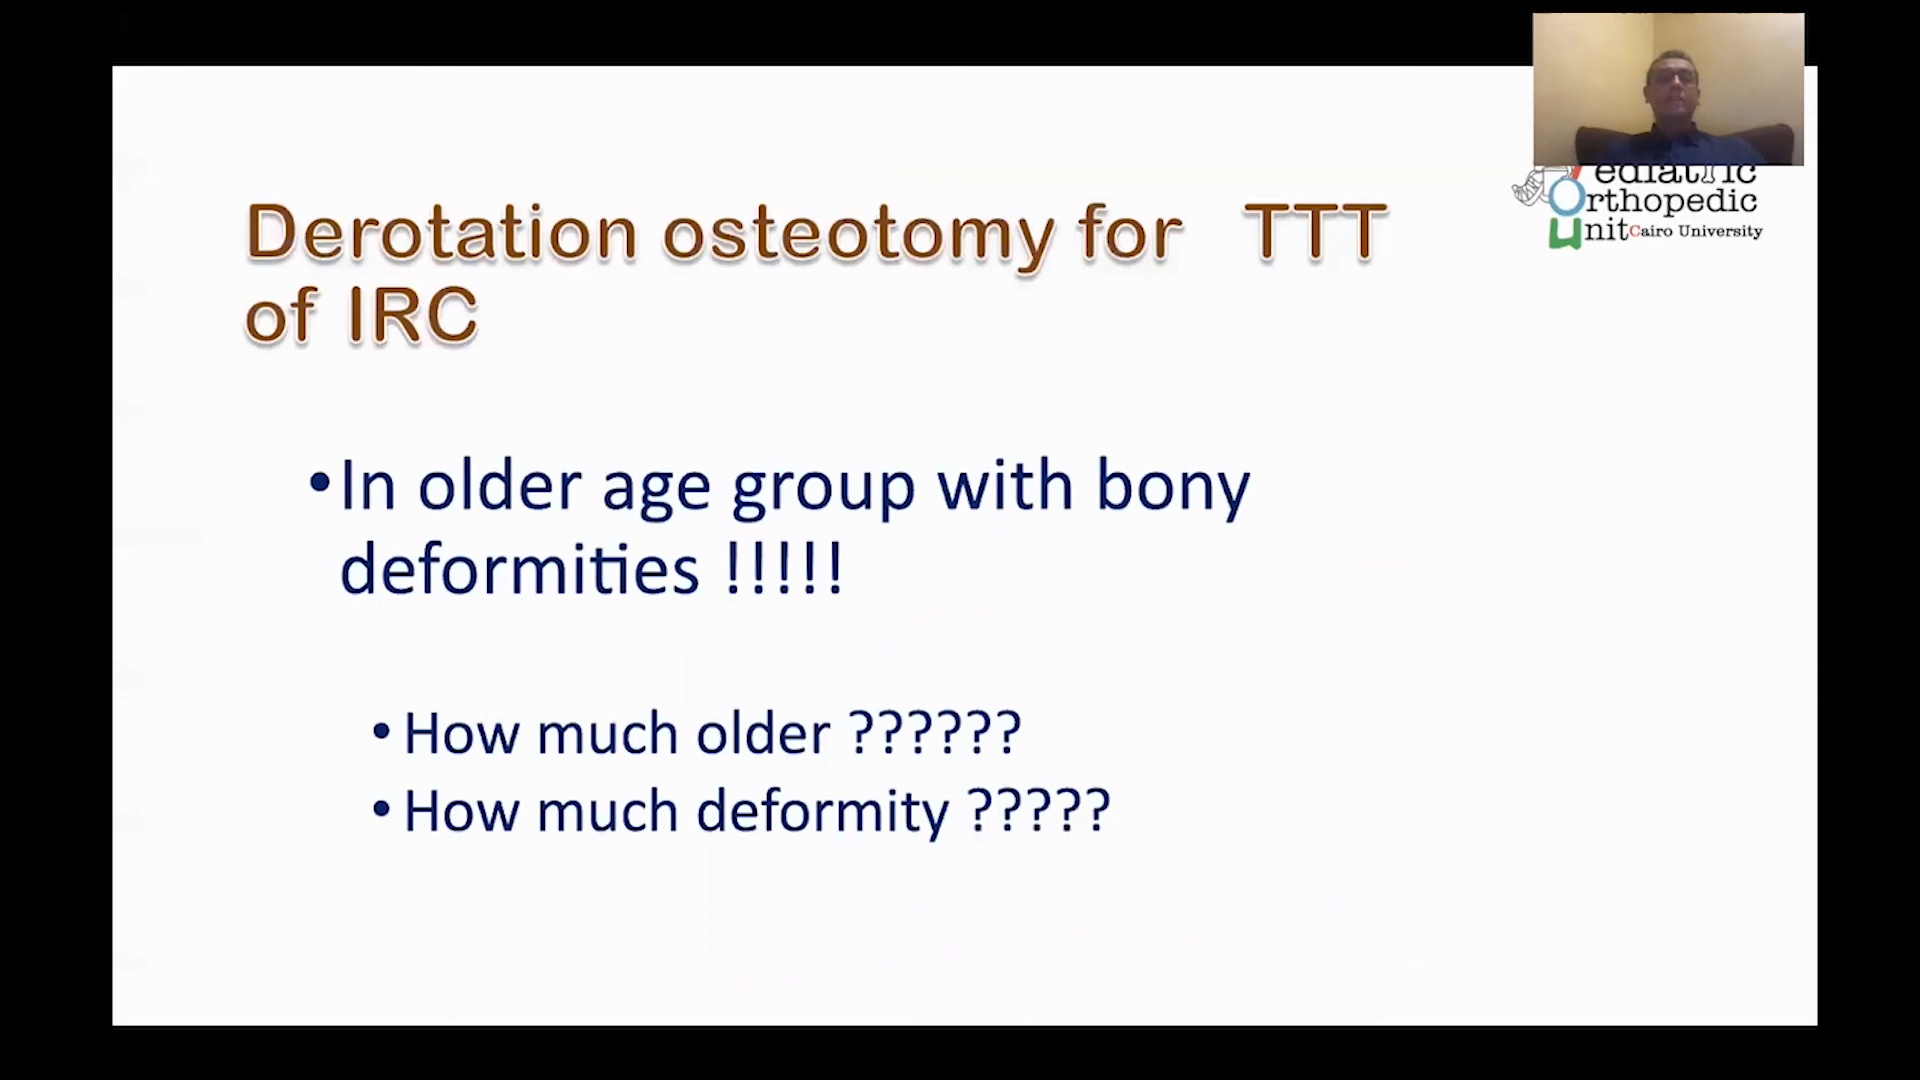 Derotation osteotomy for TTT
of IRC
ediatric
Orthopedic
Unit Cairo University
•In older age group with bony
deformities !!!!!
•How much older ??????
•How much deformity ?????